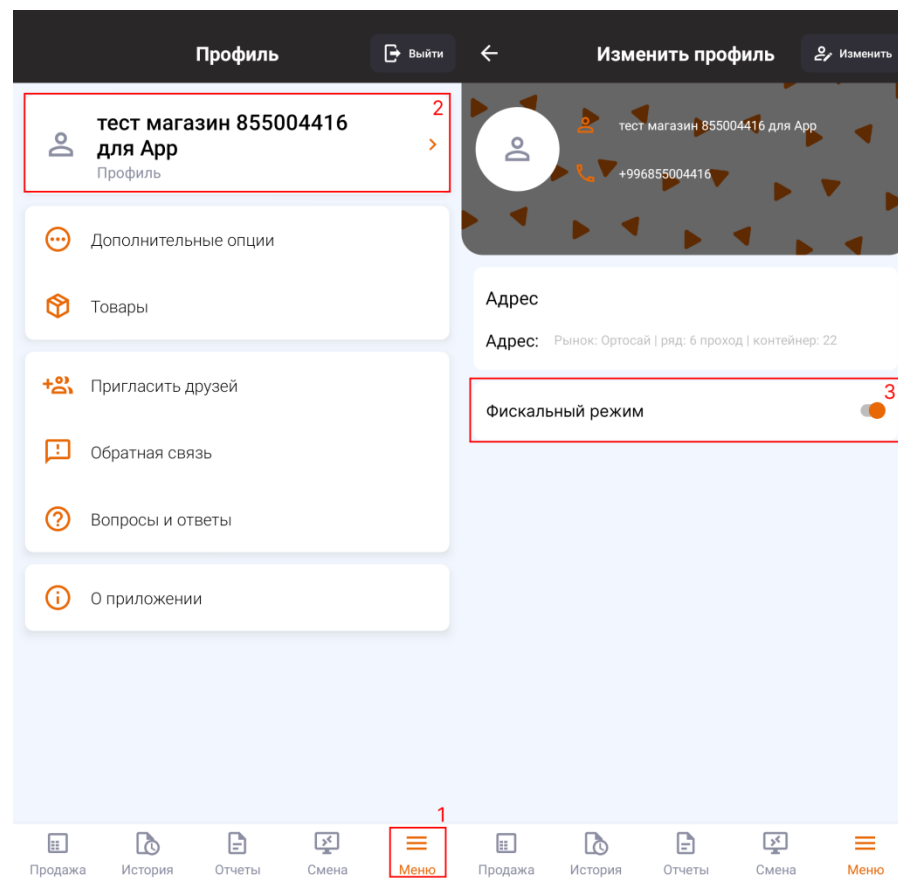 Профиль
Выйти
2
тест магазин 855004416
для App
Профиль
Дополнительные опции
Товары
Пригласить друзей
Обратная связь
Вопросы и ответы
О приложении
1
Продажа
История
Отчеты
Смена
Меню
Изменить профиль
Изменить
тест магазин 855004416 для App
+996855004416
Адрес
Адрес: Рынок: Ортосай | ряд: 6 проход | контейнер: 22
3
Фискальный режим
Продажа
История
Отчеты
Смена
Меню